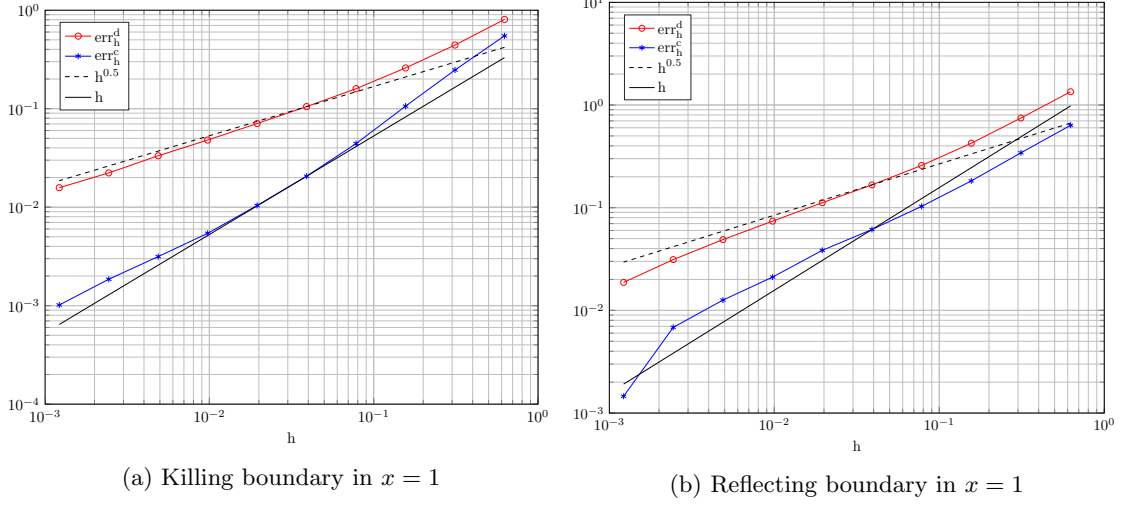 10^0
10^-1
10^-2
10^-3
10^-4
10^-3
10^-2
10^-1
10^0
h
err_h^d
err_h^c
h^0.5
h
(a) Killing boundary in x = 1
10^1
10^0
10^-1
10^-2
10^-3
10^-3
10^-2
10^-1
10^0
h
err_h^d
err_h^c
h^0.5
h
(b) Reflecting boundary in x = 1